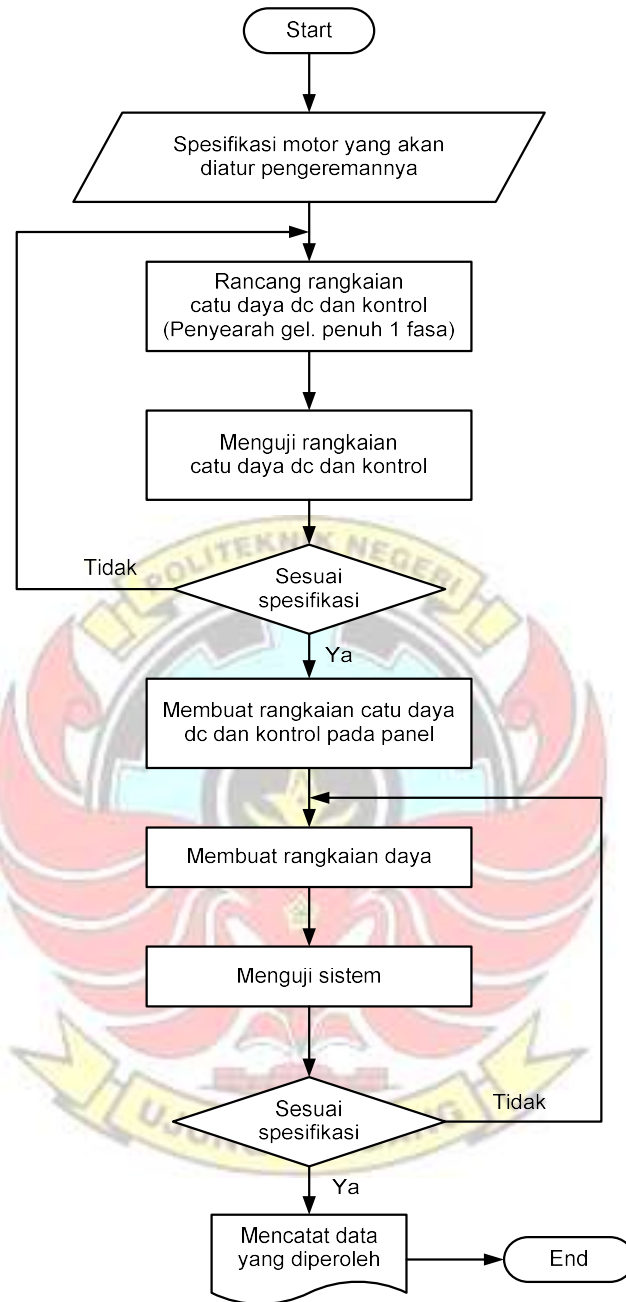 Start
Spesifikasi motor yang akan
diatur pengeremannya
Rancang rangkaian
catu daya dc dan kontrol
(Penyearah gel. penuh 1 fasa)
Menguji rangkaian
catu daya dc dan kontrol
POLITEKNIK NEGERI
Tidak
Sesuai
spesifikasi
Ya
Membuat rangkaian catu daya
dc dan kontrol pada panel
Membuat rangkaian daya
Menguji sistem
Sesuai
spesifikasi
Tidak
Ya
Mencatat data
yang diperoleh
End